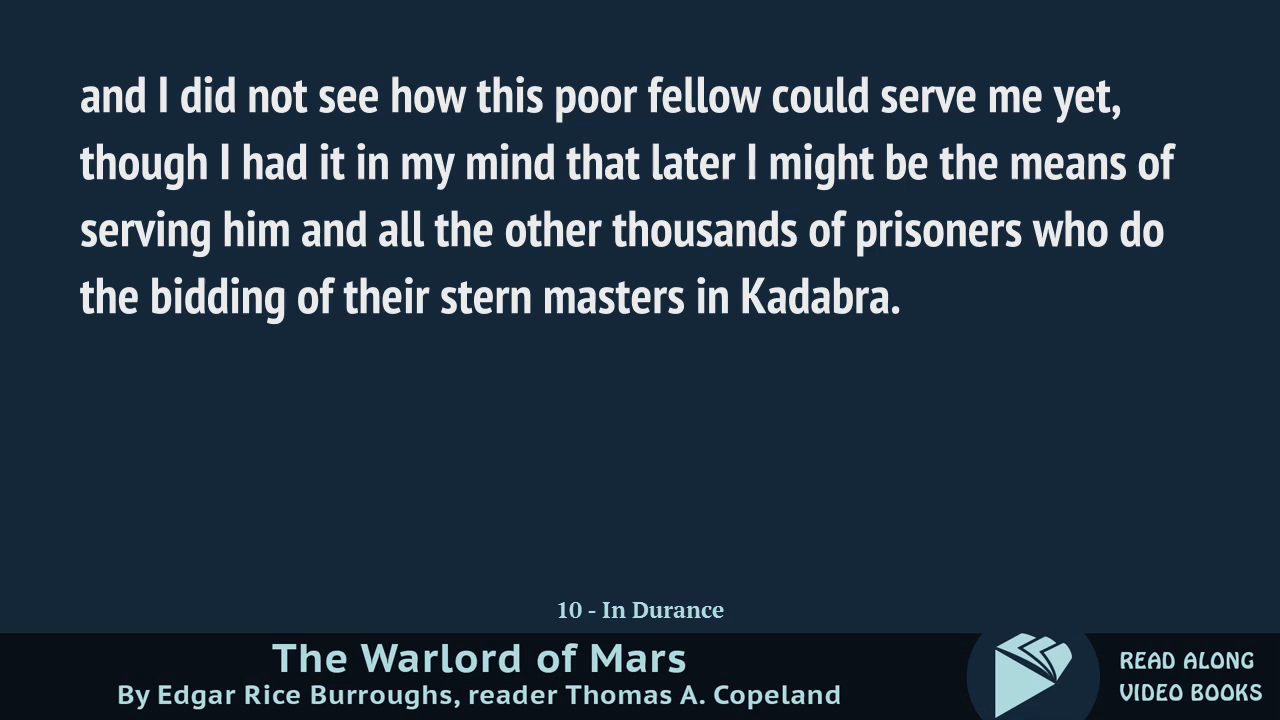 and I did not see how this poor fellow could serve me yet,
though I had it in my mind that later I might be the means of
serving him and all the other thousands of prisoners who do
the bidding of their stern masters in Kadabra.
10 - In Durance
The Warlord of Mars
By Edgar Rice Burroughs, reader Thomas A. Copeland
READ ALONG
VIDEO BOOKS